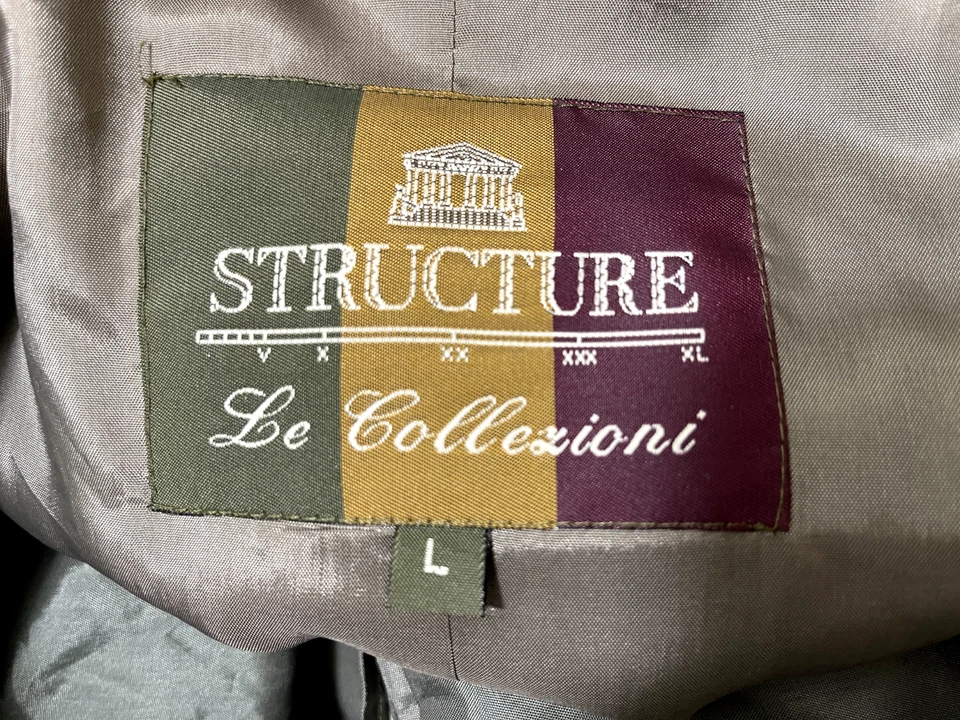 STRUCTURE
V X XX XXX XL
Le Collezioni
L